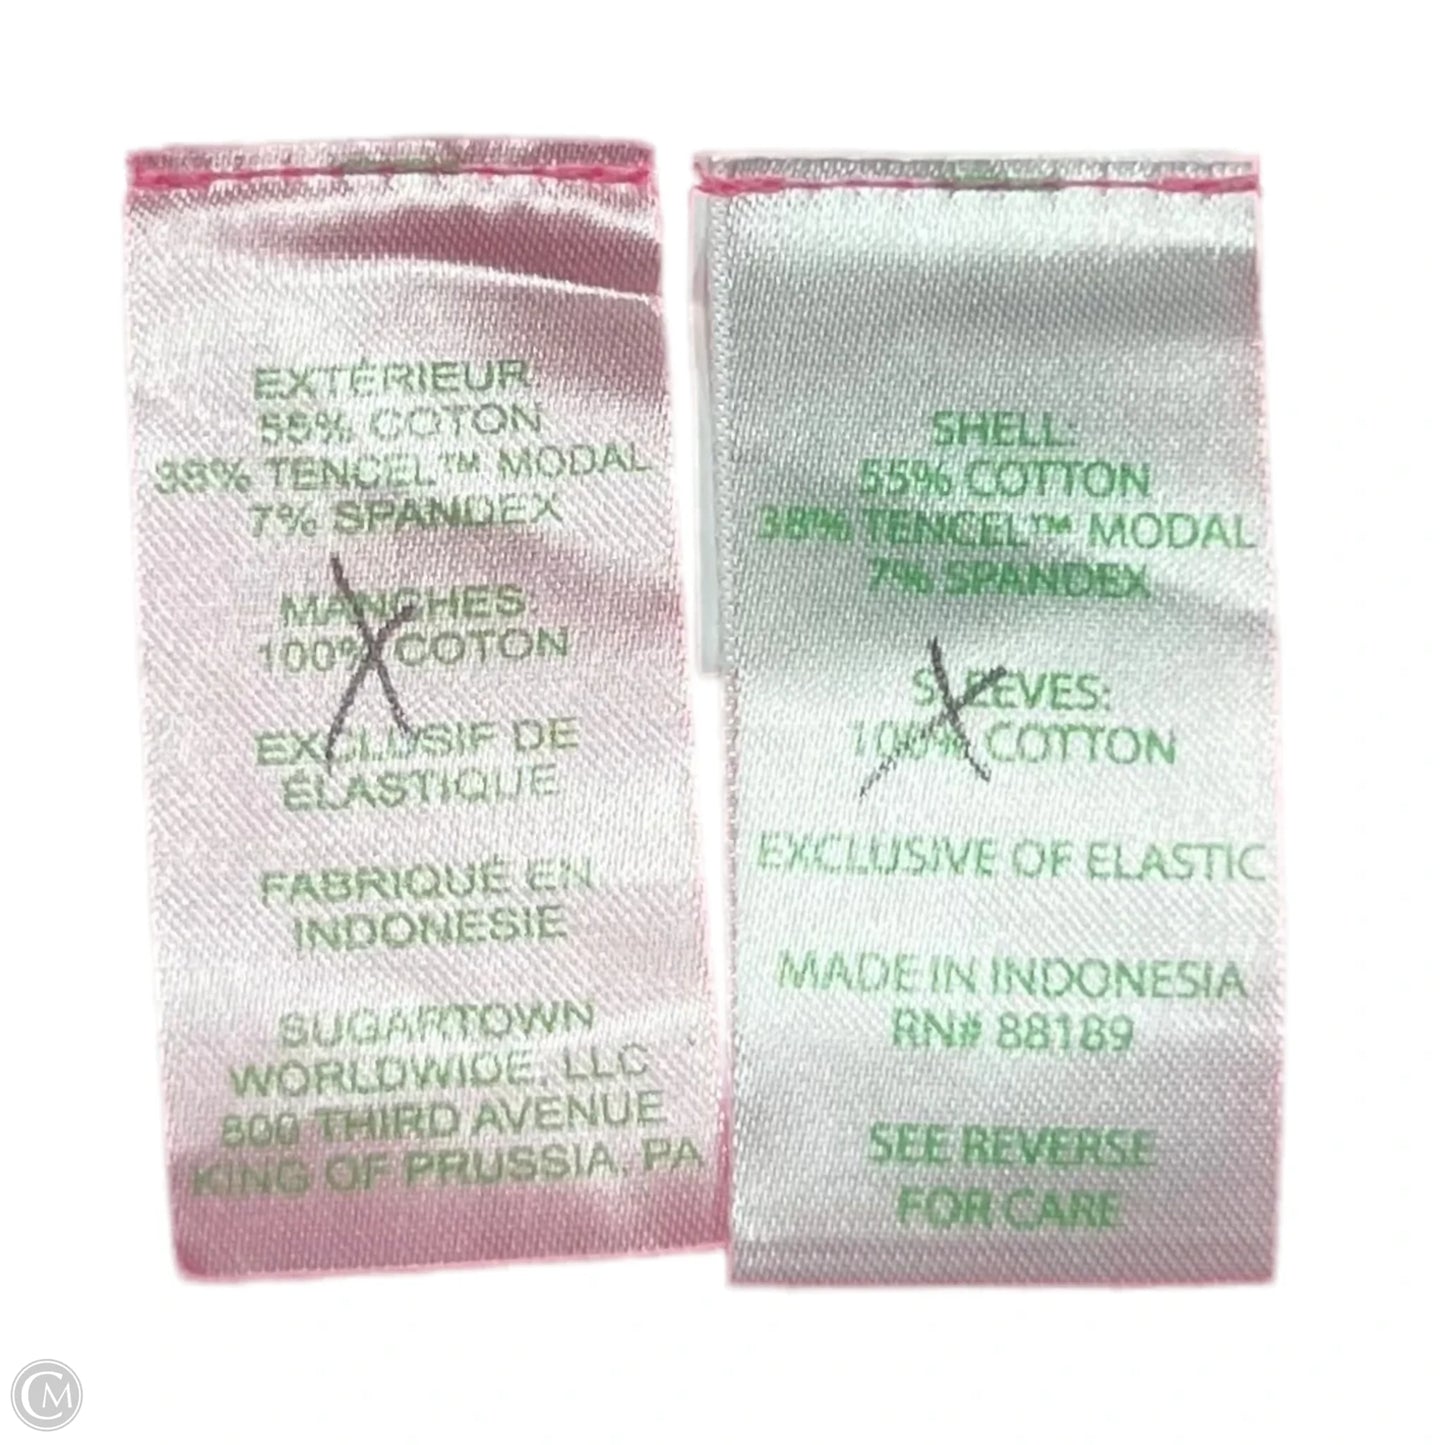 EXTÉRIEUR
55% COTON
38% TENCEL™ MODAL
7% SPANDEX
MANCHES:
100% COTON
EXCLUSIF DE
ÉLASTIQUE
FABRIQUÉ EN
INDONESIE
SUGARTOWN
WORLDWIDE, LLC
800 THIRD AVENUE
KING OF PRUSSIA, PA
SHELL:
55% COTTON
38% TENCEL™ MODAL
7% SPANDEX
SLEEVES:
100% COTTON
EXCLUSIVE OF ELASTIC
MADE IN INDONESIA
RN# 88189
SEE REVERSE
FOR CARE
CM